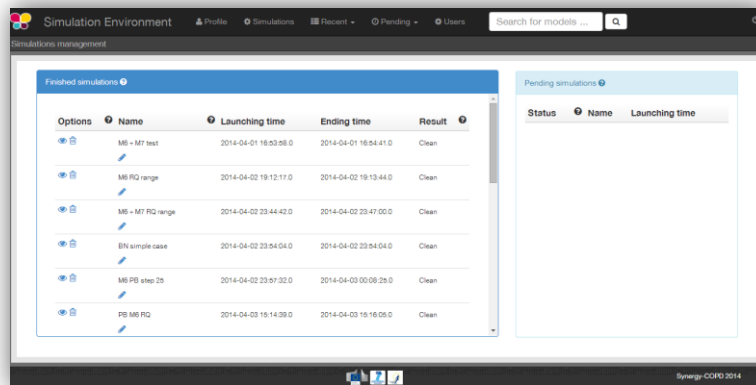 Simulation Environment Profile Simulations Recent Pending Users Search for models ...
Simulations management
Finished simulations
Options Name Launching time Ending time Result
M6 + M7 test 2014-04-01 16:53:58.0 2014-04-01 16:54:41.0 Clean
M6 RQ range 2014-04-02 19:12:17.0 2014-04-02 19:13:44.0 Clean
M6 + M7 RQ range 2014-04-02 23:44:42.0 2014-04-02 23:47:00.0 Clean
BN simple case 2014-04-02 23:54:04.0 2014-04-02 23:54:04.0 Clean
M6 PB step 25 2014-04-02 23:57:32.0 2014-04-03 00:08:25.0 Clean
PB M6 RQ 2014-04-03 15:14:39.0 2014-04-03 15:16:05.0 Clean
Pending simulations
Status Name Launching time
Synergy-COPD 2014